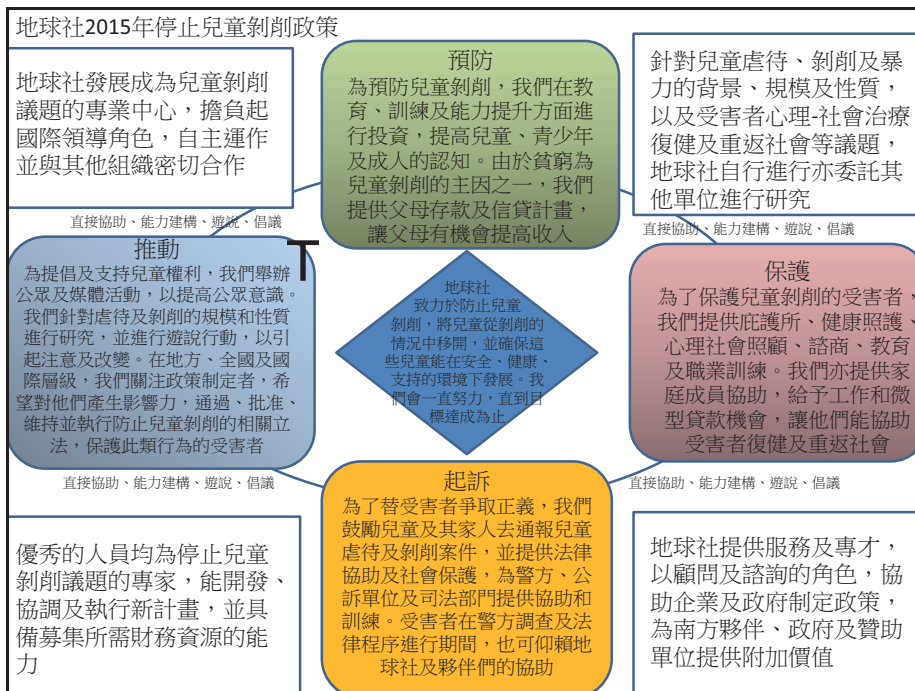 地球社2015年停止兒童剝削政策
地球社發展成為兒童剝削
議題的專業中心，擔負起
國際領導角色，自主運作
並與其他組織密切合作
預防
為預防兒童剝削，我們在教
育、訓練及能力提升方面進
行投資，提高兒童、青少年
及成人的認知。由於貧窮為
兒童剝削的主因之一，我們
提供父母存款及信貸計畫，
讓父母有機會提高收入
針對兒童虐待、剝削及暴
力的背景、規模及性質，
以及受害者心理-社會治療
復健及重返社會等議題，
地球社自行進行亦委託其
他單位進行研究
直接協助、能力建構、遊說、倡議
直接協助、能力建構、遊說、倡議
推動
T
為提倡及支持兒童權利，我們舉辦
公眾及媒體活動，以提高公眾意識。
我們針對虐待及剝削的規模和性質
進行研究，並進行遊說行動，以引
起注意及改變。在地方、全國及國
際層級，我們關注政策制定者，希
望對他們產生影響力，通過、批准、
維持並執行防止兒童剝削的相關立
法，保護此類行為的受害者
地球社
致力於防止兒童
剝削，將兒童從剝削的
情況中移開，並確保這
些兒童能在安全、健康、
支持的環境下發展。我
們會一直努力，直到目
標達成為止
保護
為了保護兒童剝削的受害者，
我們提供庇護所、健康照護、
心理社會照顧、諮商、教育
及職業訓練。我們亦提供家
庭成員協助，給予工作和微
型貸款機會，讓他們能協助
受害者復健及重返社會
直接協助、能力建構、遊說、倡議
直接協助、能力建構、遊說、倡議
起訴
為了替受害者爭取正義，我們
鼓勵兒童及其家人去通報兒童
虐待及剝削案件，並提供法律
協助及社會保護，為警方、公
訴單位及司法部門提供協助和
訓練。受害者在警方調查及法
律程序進行期間，也可仰賴地
球社及夥伴們的協助
優秀的人員均為停止兒童
剝削議題的專家，能開發、
協調及執行新計畫，並具
備募集所需財務資源的能
力
地球社提供服務及專才，
以顧問及諮詢的角色，協
助企業及政府制定政策，
為南方夥伴、政府及贊助
單位提供附加價值